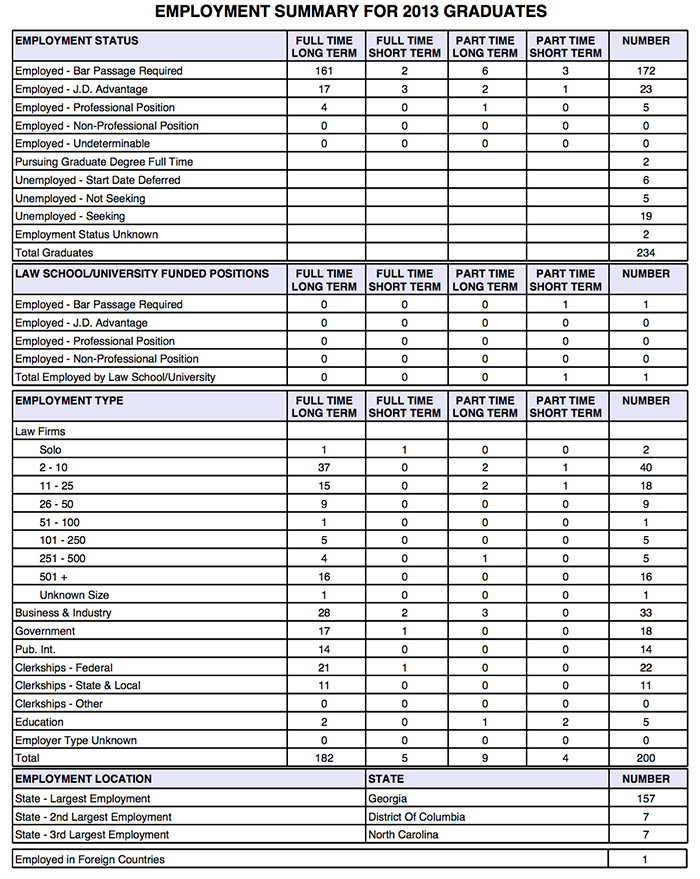 EMPLOYMENT SUMMARY FOR 2013 GRADUATES
EMPLOYMENT STATUS FULL TIME LONG TERM FULL TIME SHORT TERM PART TIME LONG TERM PART TIME SHORT TERM NUMBER
Employed - Bar Passage Required 161 2 6 3 172
Employed - J.D. Advantage 17 3 2 1 23
Employed - Professional Position 4 0 1 0 5
Employed - Non-Professional Position 0 0 0 0 0
Employed - Undeterminable 0 0 0 0 0
Pursuing Graduate Degree Full Time 2
Unemployed - Start Date Deferred 6
Unemployed - Not Seeking 5
Unemployed - Seeking 19
Employment Status Unknown 2
Total Graduates 234
LAW SCHOOL/UNIVERSITY FUNDED POSITIONS FULL TIME LONG TERM FULL TIME SHORT TERM PART TIME LONG TERM PART TIME SHORT TERM NUMBER
Employed - Bar Passage Required 0 0 0 1 1
Employed - J.D. Advantage 0 0 0 0 0
Employed - Professional Position 0 0 0 0 0
Employed - Non-Professional Position 0 0 0 0 0
Total Employed by Law School/University 0 0 0 1 1
EMPLOYMENT TYPE FULL TIME LONG TERM FULL TIME SHORT TERM PART TIME LONG TERM PART TIME SHORT TERM NUMBER
Law Firms
Solo 1 1 0 0 2
2 - 10 37 0 2 1 40
11 - 25 15 0 2 1 18
26 - 50 9 0 0 0 9
51 - 100 1 0 0 0 1
101 - 250 5 0 0 0 5
251 - 500 4 0 1 0 5
501 + 16 0 0 0 16
Unknown Size 1 0 0 0 1
Business & Industry 28 2 3 0 33
Government 17 1 0 0 18
Pub. Int. 14 0 0 0 14
Clerkships - Federal 21 1 0 0 22
Clerkships - State & Local 11 0 0 0 11
Clerkships - Other 0 0 0 0 0
Education 2 0 1 2 5
Employer Type Unknown 0 0 0 0 0
Total 182 5 9 4 200
EMPLOYMENT LOCATION STATE NUMBER
State - Largest Employment Georgia 157
State - 2nd Largest Employment District Of Columbia 7
State - 3rd Largest Employment North Carolina 7
Employed in Foreign Countries 1